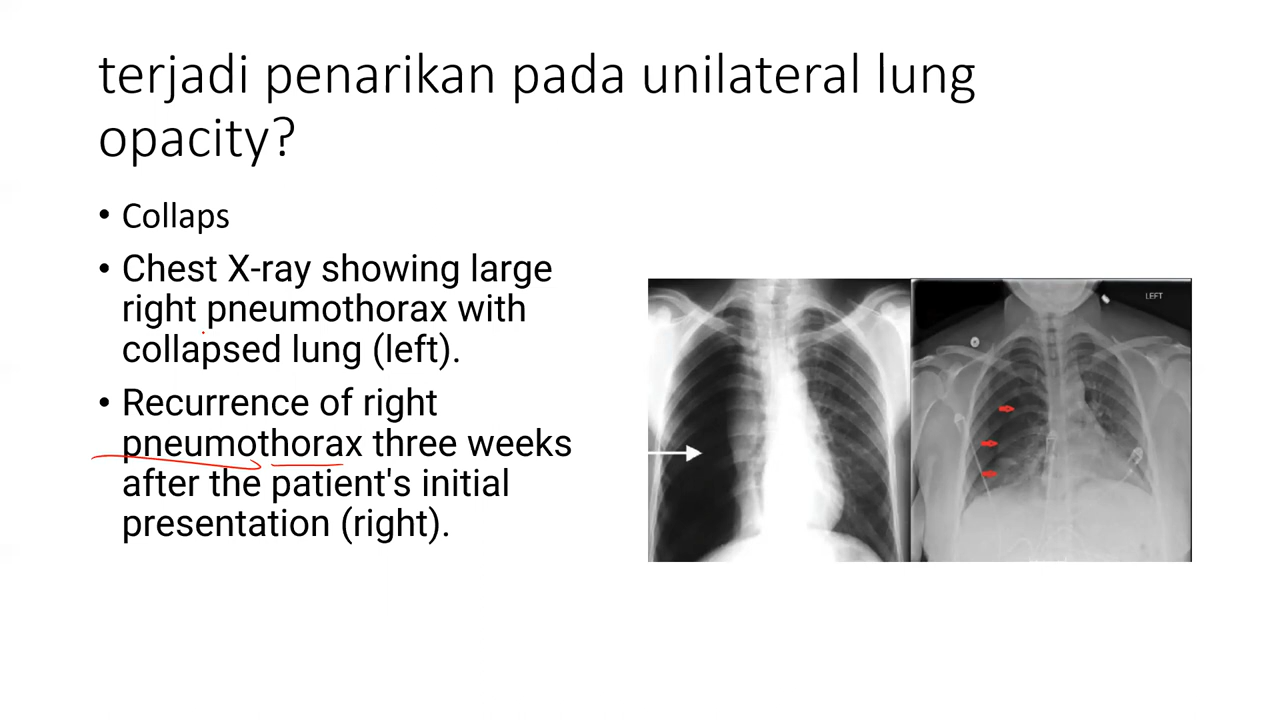 terjadi penarikan pada unilateral lung
opacity?
• Collaps
• Chest X-ray showing large
right pneumothorax with
collapsed lung (left).
• Recurrence of right
pneumothorax three weeks
after the patient's initial
presentation (right).
LEFT